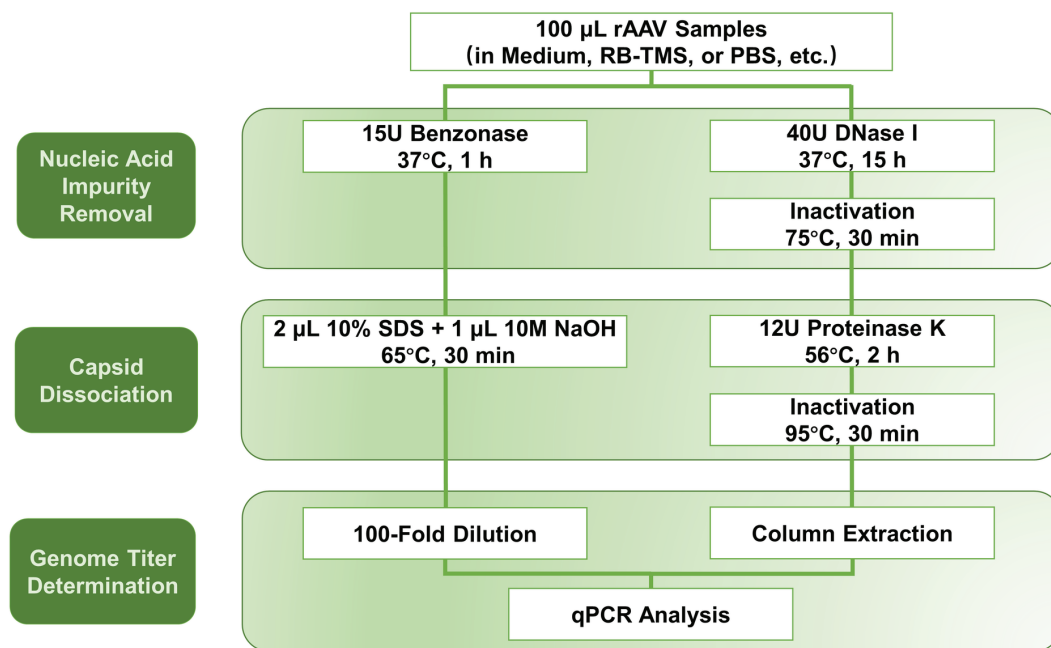 100 µL rAAV Samples
(in Medium, RB-TMS, or PBS, etc.)
Nucleic Acid
Impurity
Removal
15U Benzonase
37°C, 1 h
40U DNase I
37°C, 15 h
Inactivation
75°C, 30 min
Capsid
Dissociation
2 µL 10% SDS + 1 µL 10M NaOH
65°C, 30 min
12U Proteinase K
56°C, 2 h
Inactivation
95°C, 30 min
Genome Titer
Determination
100-Fold Dilution
Column Extraction
qPCR Analysis